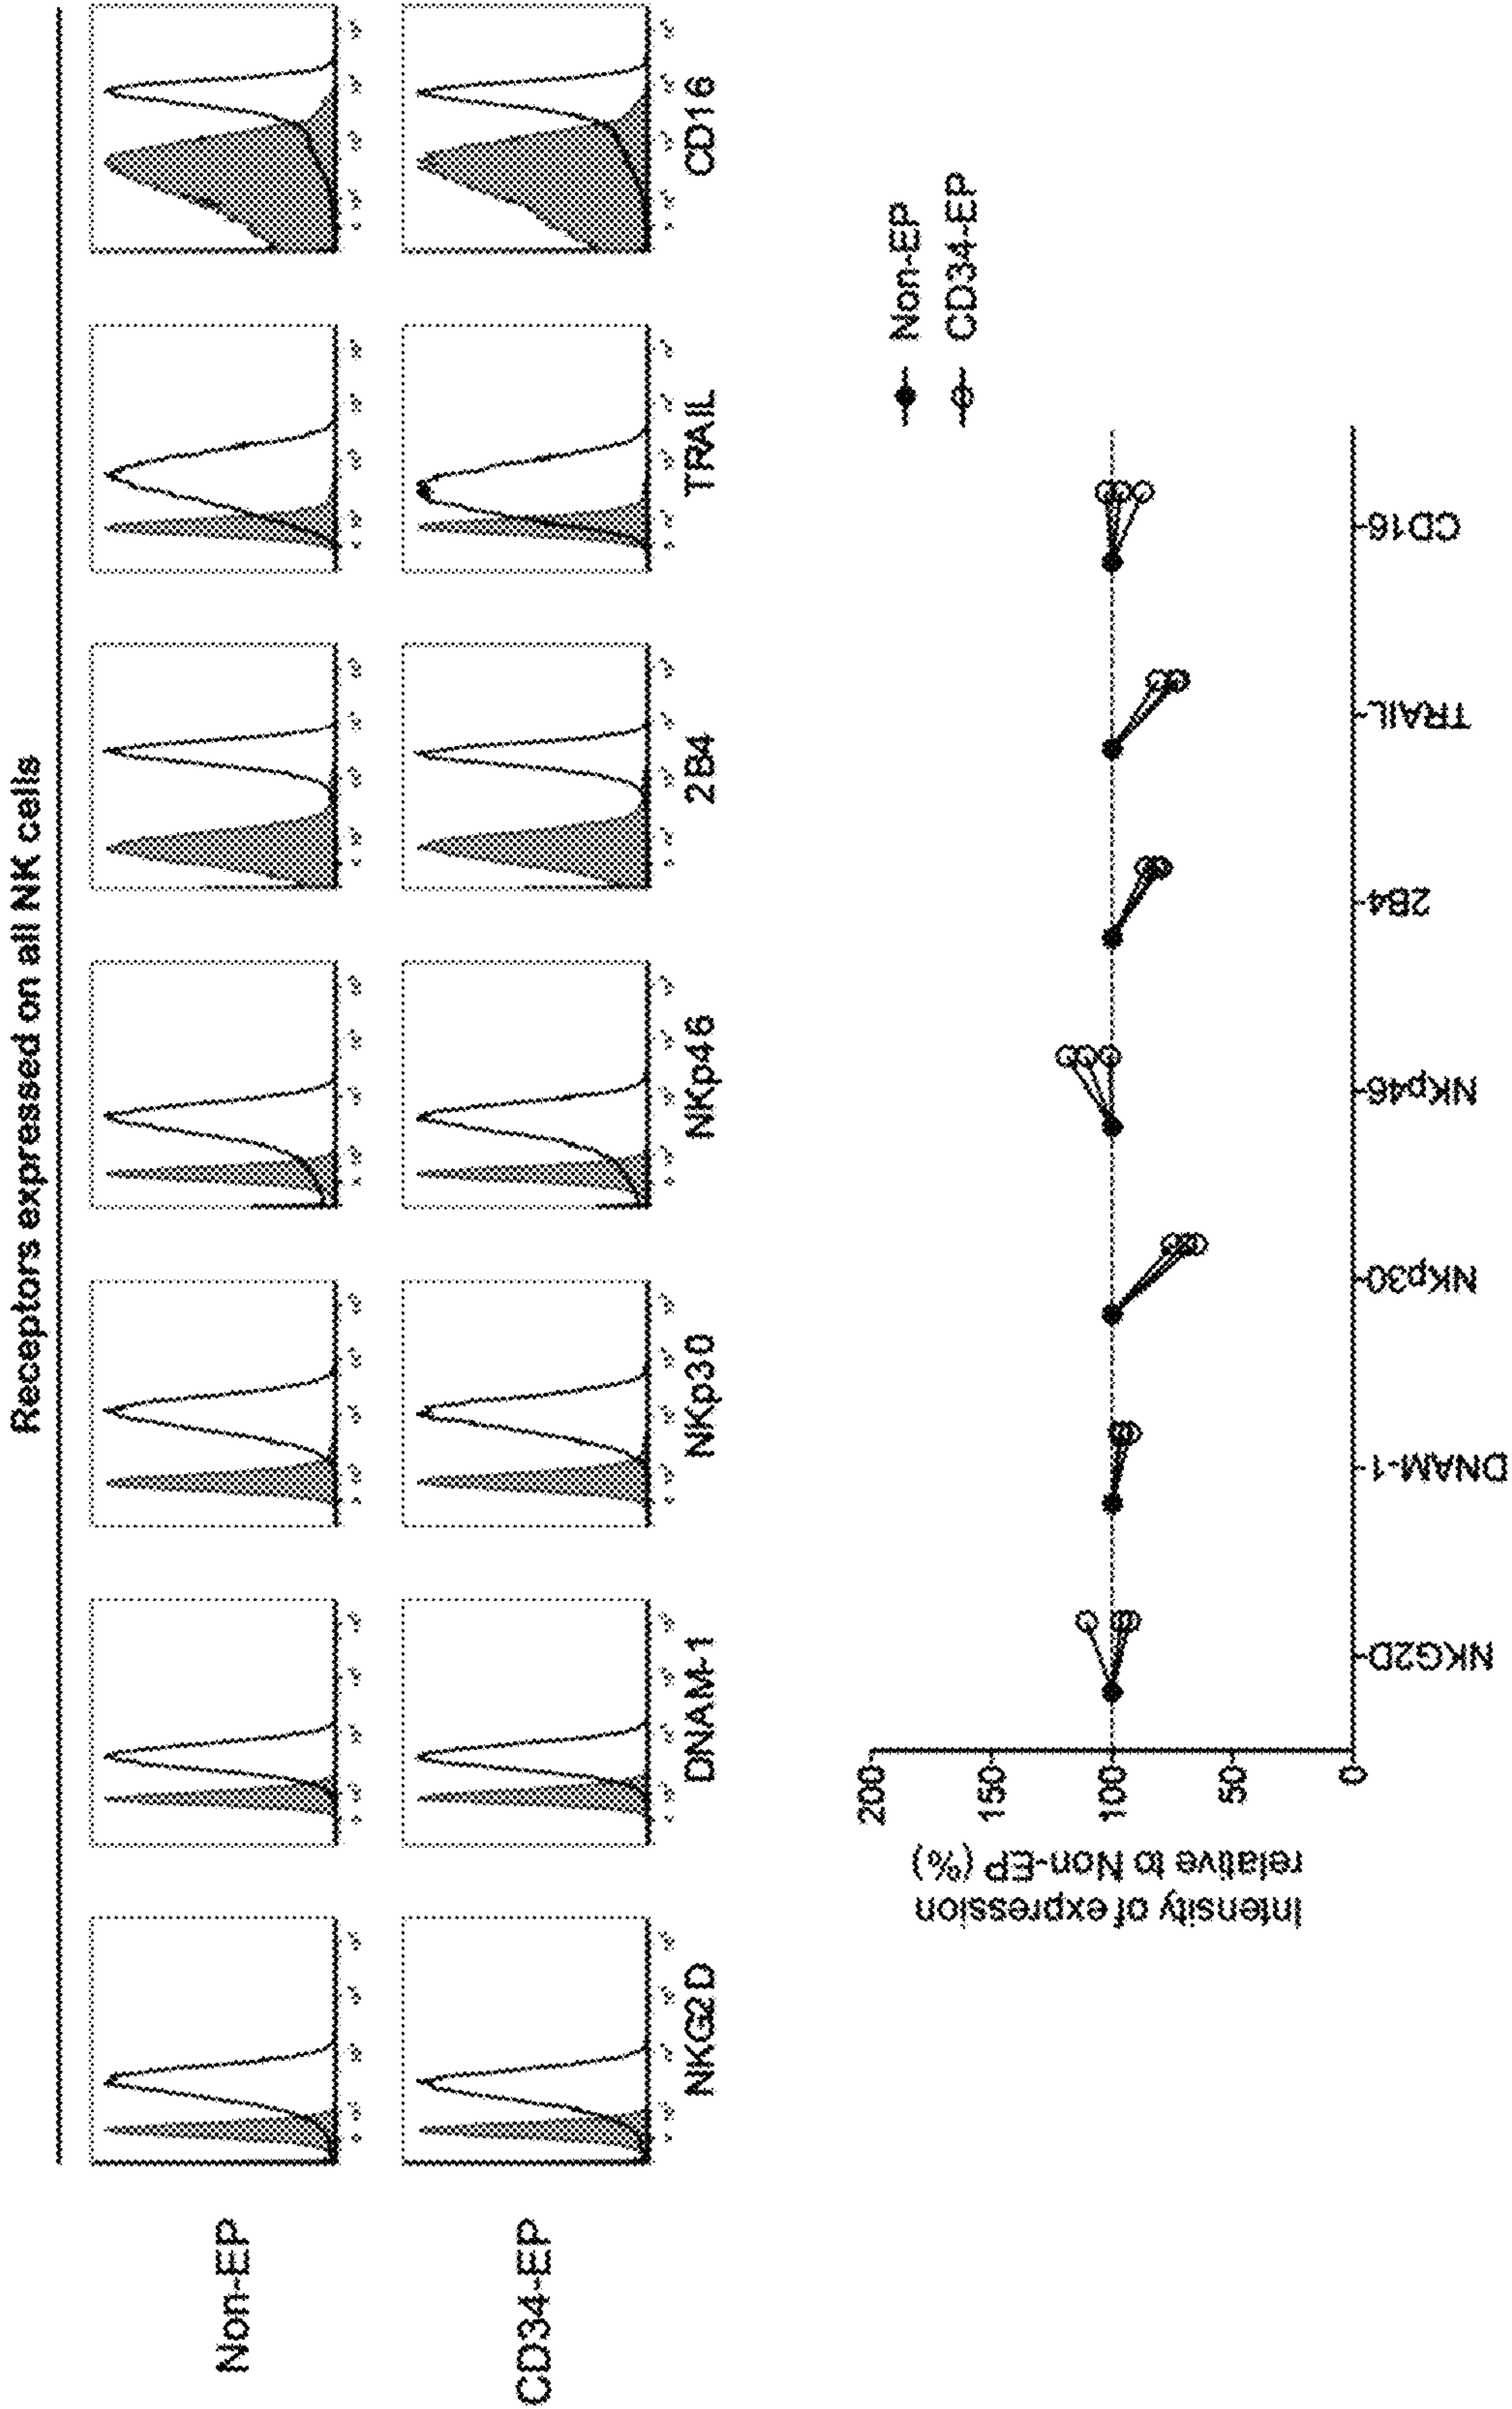 Receptors expressed on all NK cells
Non-EP
CD34-EP
NKG2D
DNAM-1
NKp30
NKp46
2B4
TRAIL
CD16
Intensity of expression
relative to Non-EP (%)
200
150
100
50
0
NKG2D
DNAM-1
NKp30
NKp46
2B4
TRAIL
CD16
Non-EP
CD34-EP